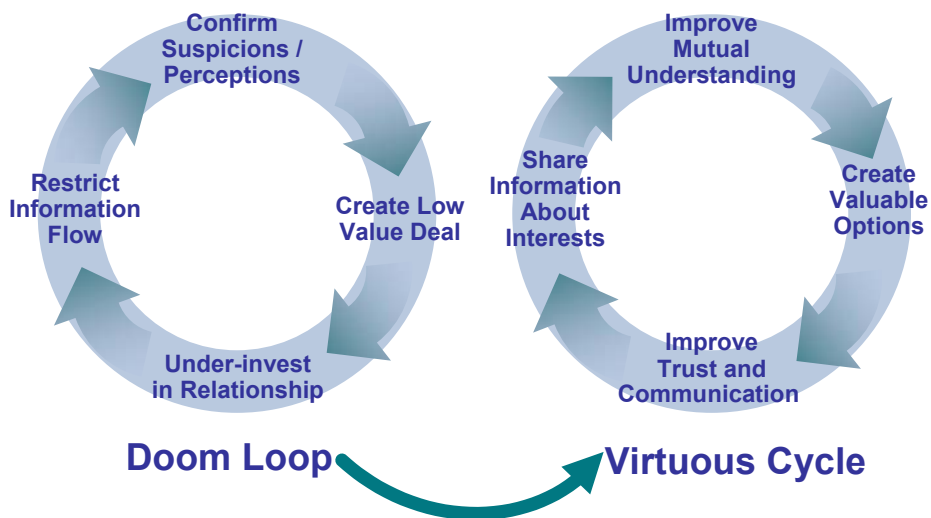 Confirm
Suspicions /
Perceptions
Create Low
Value Deal
Under-invest
in Relationship
Restrict
Information
Flow
Doom Loop
Improve
Mutual
Understanding
Create
Valuable
Options
Improve
Trust and
Communication
Share
Information
About
Interests
Virtuous Cycle